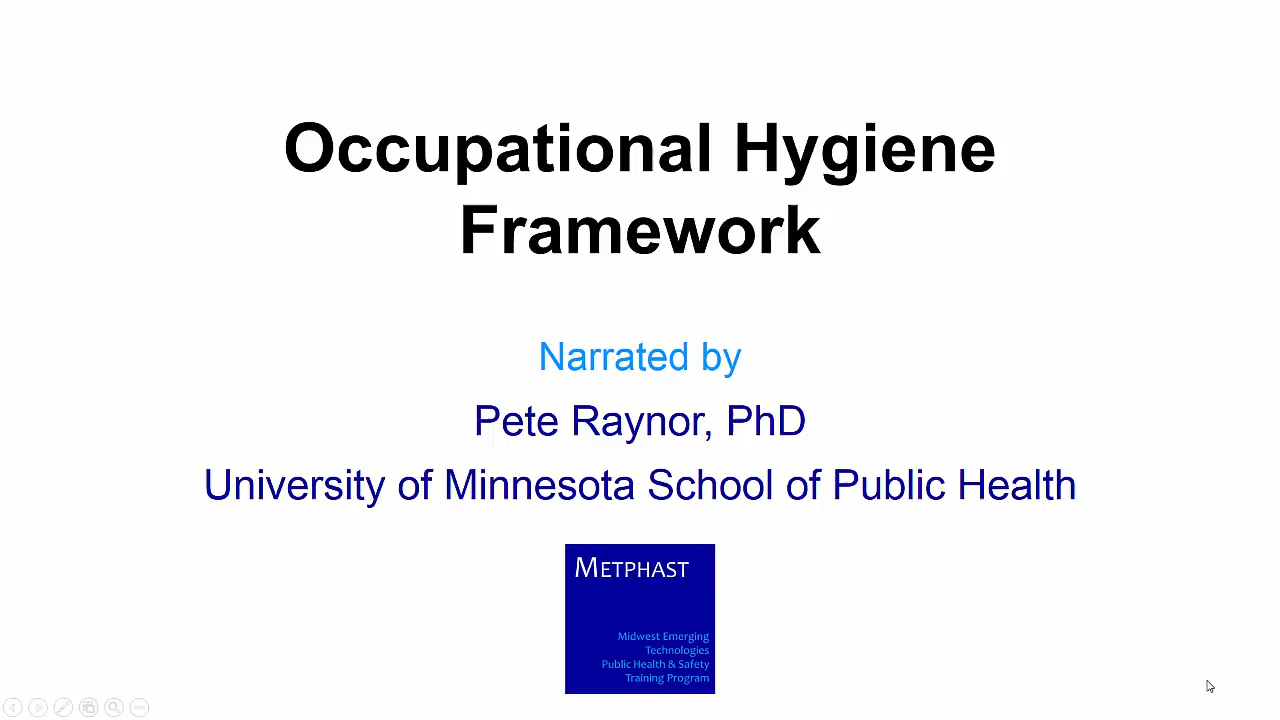 Occupational Hygiene
Framework
Narrated by
Pete Raynor, PhD
University of Minnesota School of Public Health
METPHAST
Midwest Emerging
Technologies
Public Health & Safety
Training Program